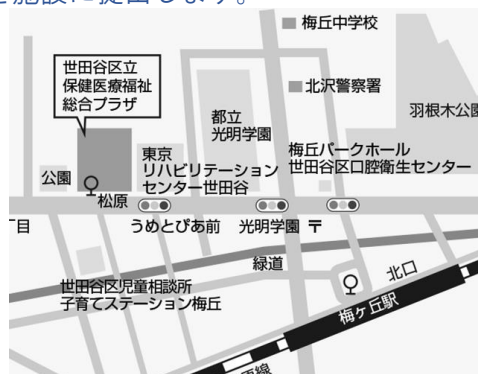 施設に提出します。
梅丘中学校
世田谷区立
保健医療福祉
総合プラザ
北沢警察署
都立
光明学園
羽根木公園
東京
リハビリテーション
センター世田谷
梅丘パークホール
世田谷区口腔衛生センター
公園
松原
丁目
うめとぴあ前
光明学園
緑道
北口
世田谷区児童相談所
子育てステーション梅丘
梅ヶ丘駅